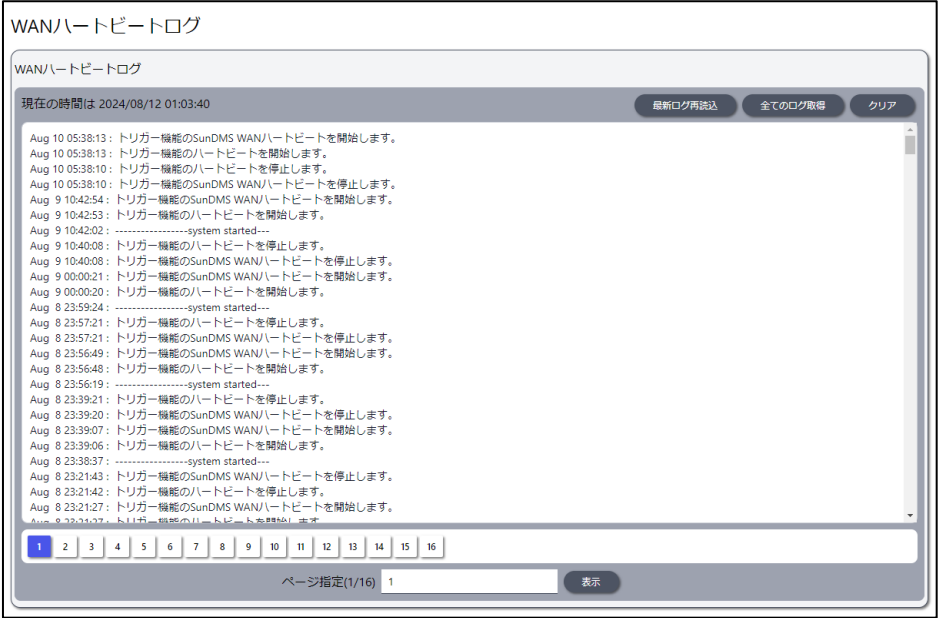 WANハートビートログ
WANハートビートログ
現在の時間は 2024/08/12 01:03:40
最新ログ再読込 全てのログ取得 クリア
Aug 10 05:38:13 : トリガー機能のSunDMS WANハートビートを開始します。
Aug 10 05:38:13 : トリガー機能のハートビートを開始します。
Aug 10 05:38:10 : トリガー機能のハートビートを停止します。
Aug 10 05:38:10 : トリガー機能のSunDMS WANハートビートを停止します。
Aug 9 10:42:54 : トリガー機能のSunDMS WANハートビートを開始します。
Aug 9 10:42:53 : トリガー機能のハートビートを開始します。
Aug 9 10:42:02 : -----------------system started---
Aug 9 10:40:08 : トリガー機能のハートビートを停止します。
Aug 9 10:40:08 : トリガー機能のSunDMS WANハートビートを停止します。
Aug 9 00:00:21 : トリガー機能のSunDMS WANハートビートを開始します。
Aug 9 00:00:20 : トリガー機能のハートビートを開始します。
Aug 8 23:59:24 : -----------------system started---
Aug 8 23:57:21 : トリガー機能のハートビートを停止します。
Aug 8 23:57:21 : トリガー機能のSunDMS WANハートビートを停止します。
Aug 8 23:56:49 : トリガー機能のSunDMS WANハートビートを開始します。
Aug 8 23:56:48 : トリガー機能のハートビートを開始します。
Aug 8 23:56:19 : -----------------system started---
Aug 8 23:39:21 : トリガー機能のハートビートを停止します。
Aug 8 23:39:20 : トリガー機能のSunDMS WANハートビートを停止します。
Aug 8 23:39:07 : トリガー機能のSunDMS WANハートビートを開始します。
Aug 8 23:39:06 : トリガー機能のハートビートを開始します。
Aug 8 23:38:37 : -----------------system started---
Aug 8 23:21:43 : トリガー機能のSunDMS WANハートビートを停止します。
Aug 8 23:21:42 : トリガー機能のハートビートを停止します。
Aug 8 23:21:27 : トリガー機能のSunDMS WANハートビートを開始します。
Aug 8 23:21:27 : トリガー機能のハートビートを開始します
1 2 3 4 5 6 7 8 9 10 11 12 13 14 15 16
ページ指定(1/16) 1 表示